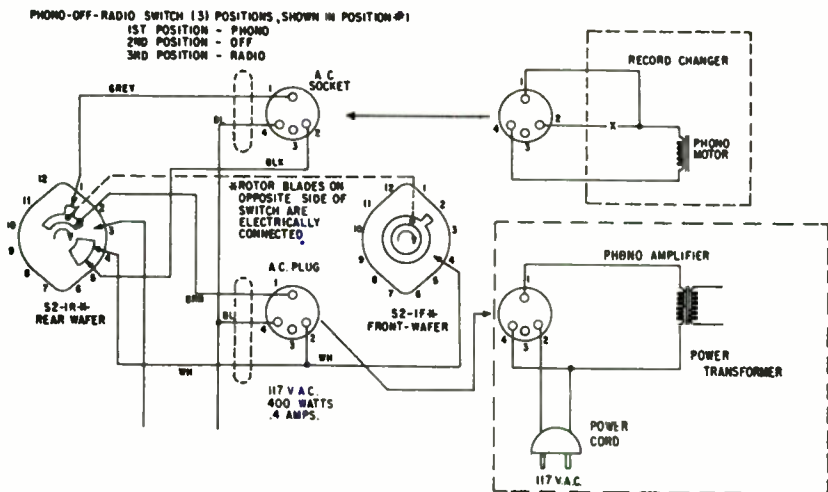 PHONO-OFF-RADIO SWITCH (3) POSITIONS, SHOWN IN POSITION #1
1ST POSITION - PHONO
2ND POSITION - OFF
3RD POSITION - RADIO
A.C.
SOCKET
RECORD CHANGER
GREY
BL
BLK
1
2
3
4
1
2
3
4
X
PHONO
MOTOR
*ROTOR BLADES ON
OPPOSITE SIDE OF
SWITCH ARE
ELECTRICALLY
CONNECTED.
12
1
2
3
4
5
6
7
8
9
10
11
S2-1R*
REAR WAFER
12
1
2
3
4
5
6
7
8
9
10
11
S2-1F*
FRONT-WAFER
A.C. PLUG
BRN
BL
1
2
3
4
WH
WH
117 V.A.C.
400 WATTS
.4 AMPS.
PHONO AMPLIFIER
1
2
3
4
POWER
TRANSFORMER
POWER
CORD
117 V.A.C.